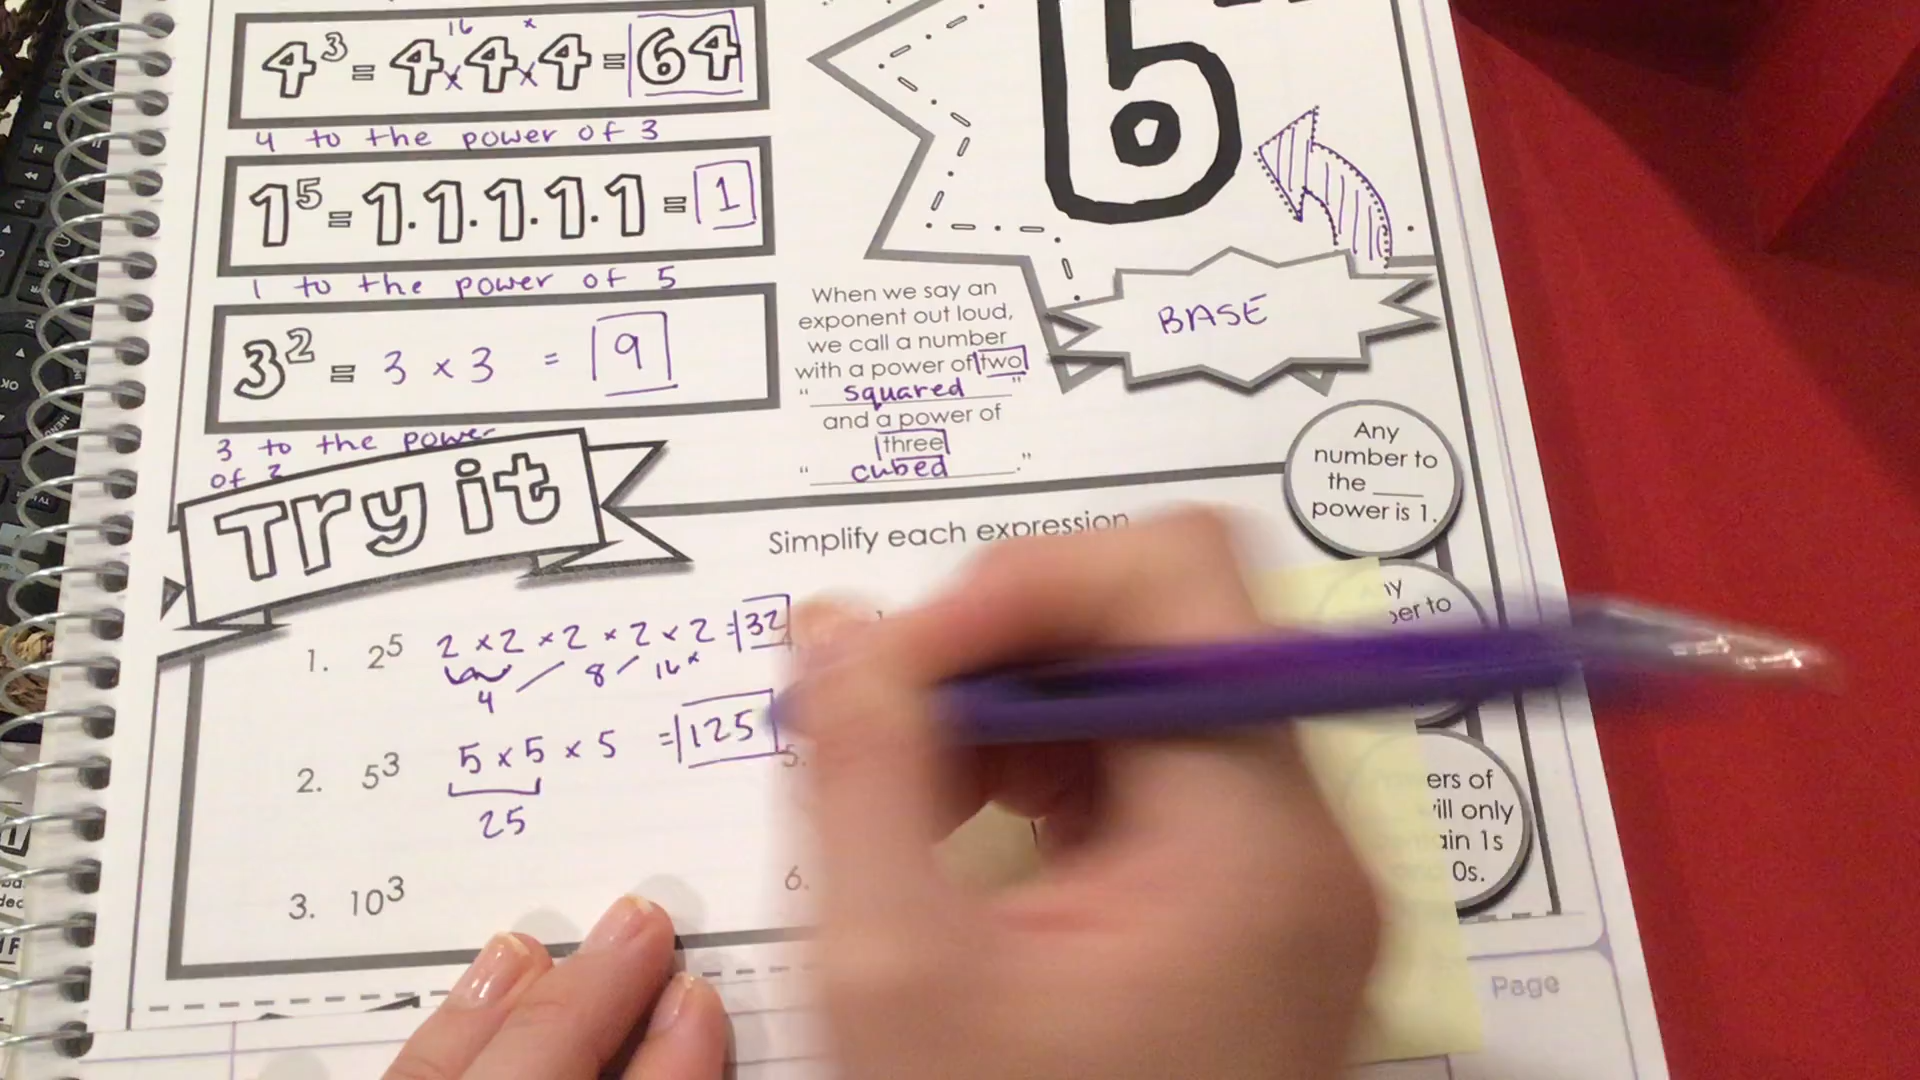 4³ = 4 x 4 x 4 = 64
16 x
4 to the power of 3
1⁵ = 1·1·1·1·1 = 1
1 to the power of 5
3² = 3 x 3 = 9
3 to the power
of 2
6
BASE
When we say an
exponent out loud,
we call a number
with a power of two
" squared "
and a power of
three
" cubed ."
Any
number to
the ____
power is 1.
Try it
Simplify each expression
1. 2⁵ 2 x 2 x 2 x 2 x 2 = 32
4 8 16 x
2. 5³ 5 x 5 x 5 = 125
25
3. 10³
5.
6.
ers of
ill only
1s
0s.
Page